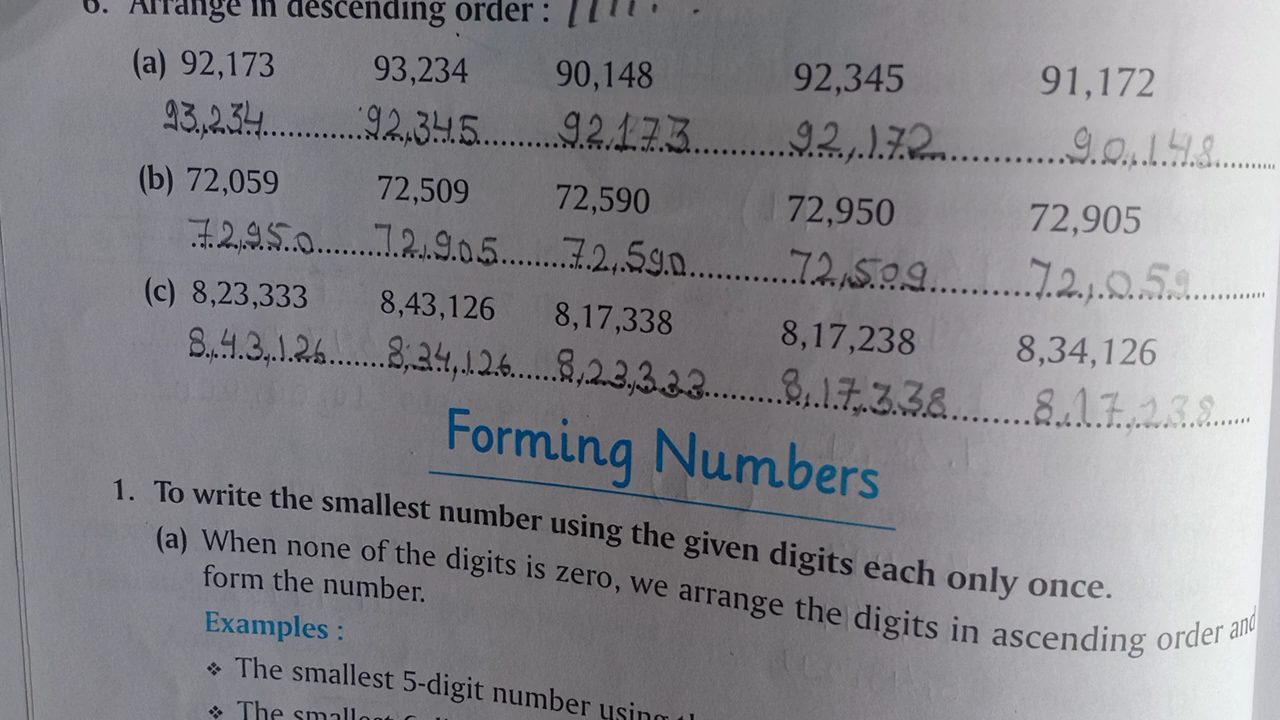 6. Arrange in descending order :
(a) 92,173 93,234 90,148 92,345 91,172
93,234 92,345 92173 92,172 90,148
(b) 72,059 72,509 72,590 72,950 72,905
72,950 72,905 72,590 72,509 72,059
(c) 8,23,333 8,43,126 8,17,338 8,17,238 8,34,126
8,43,126 8,34,126 8,23,333 8,17,338 8,17,238
Forming Numbers
1. To write the smallest number using the given digits each only once.
(a) When none of the digits is zero, we arrange the digits in ascending order and
form the number.
Examples :
❖ The smallest 5-digit number using
❖ The